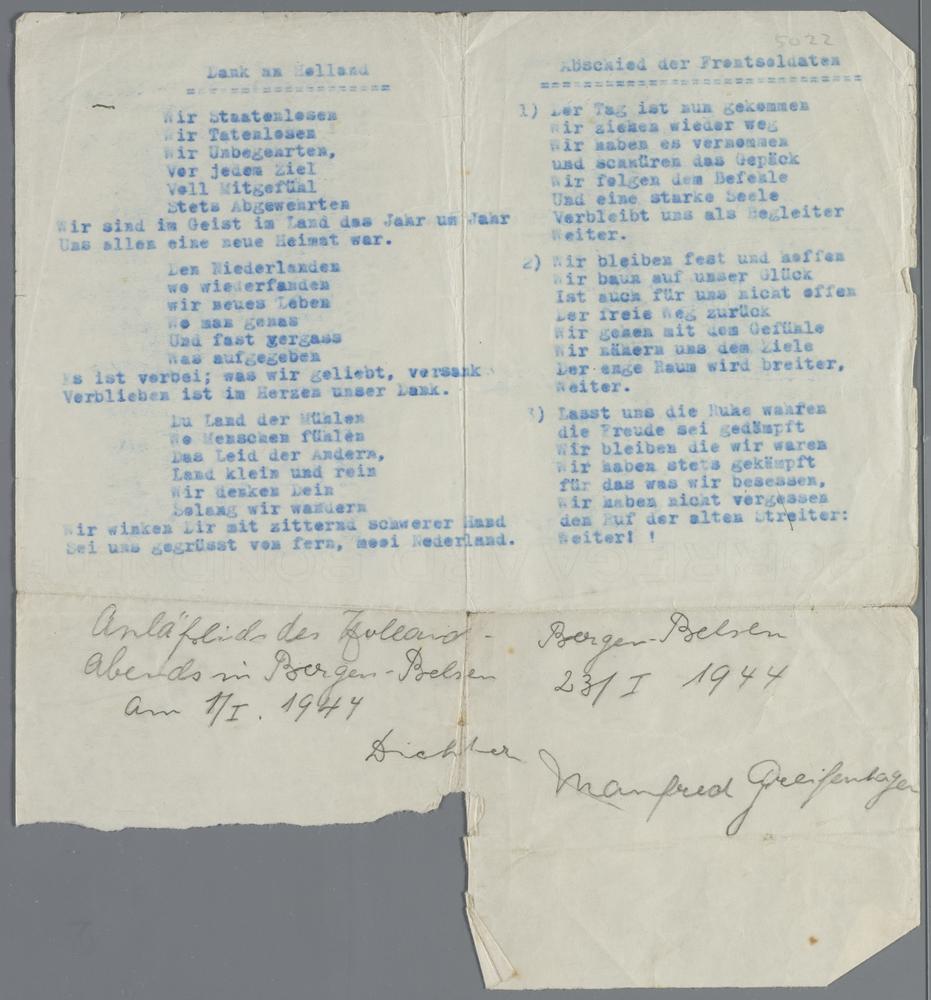 5022
Dank an Holland
Wir Staatenlosen
Wir Tatenlosen
Wir Unbegehrten,
Vor jedem Ziel
Voll Mitgefühl
Stets Abgewehrten
Wir sind im Geist im Land das Jahr um Jahr
Uns allen eine neue Heimat war.
Den Niederlanden
wo wiederfanden
wir neues Leben
Wo man genas
Und fast vergass
Was aufgegeben
Es ist vorbei; was wir geliebt, versank
Verblieben ist im Herzen unser Dank.
Du Land der Mühlen
Wo Menschen fühlen
Das Leid der Andern,
Land klein und rein
Wir denken Dein
Solang wir wandern
Wir winken Dir mit zitternd schwerer Hand
Sei uns gegrüsst von fern, mooi Nederland.
Anläßlich des Holland-
abends in Bergen-Belsen
am 1/I. 1944
Abschied der Frontsoldaten
1) Der Tag ist nun gekommen
Wir ziehen wieder weg
Wir haben es vernommen
und schnüren das Gepäck
Wir folgen dem Befehle
Und eine starke Seele
Verbleibt uns als Begleiter
Weiter.
2) Wir bleiben fest und hoffen
Wir baun auf unser Glück
Ist auch für uns nicht offen
Der freie Weg zurück
Wir gehen mit dem Gefühle
Wir nähern uns dem Ziele
Der enge Raum wird breiter,
Weiter.
3) Lasst uns die Ruhe wahren
die Freude sei gedämpft
Wir bleiben die wir waren
Wir haben stets gekämpft
für das was wir besessen,
Wir haben nicht vergessen
den Ruf der alten Streiter:
Weiter! !
Bergen-Belsen
23/I 1944
Dichter Manfred Greifenhagen